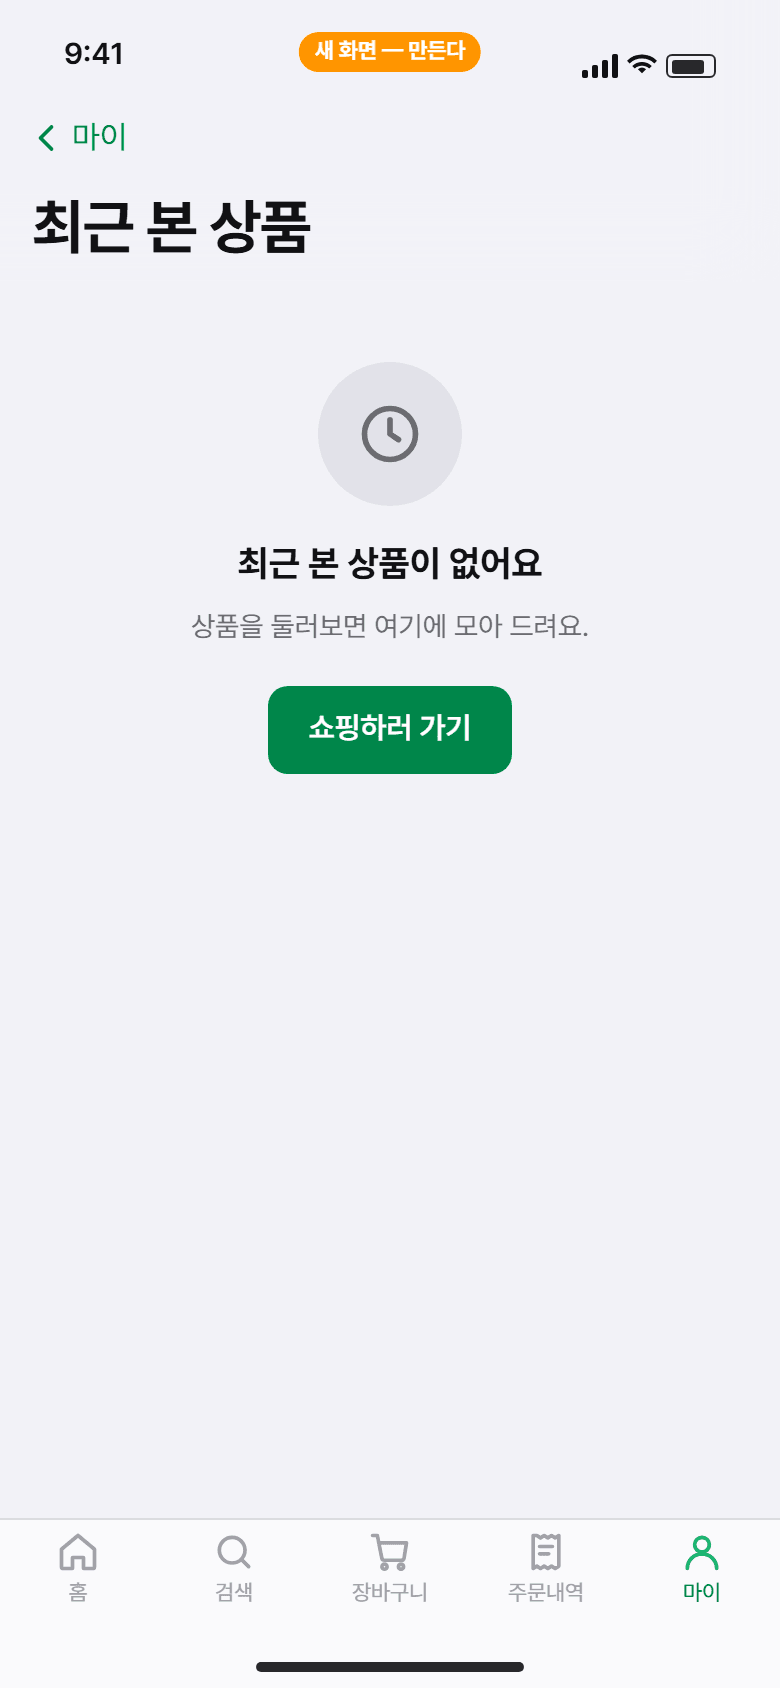 9:41
새 화면 — 만든다
마이
최근 본 상품
최근 본 상품이 없어요
상품을 둘러보면 여기에 모아 드려요.
쇼핑하러 가기
홈
검색
장바구니
주문내역
마이